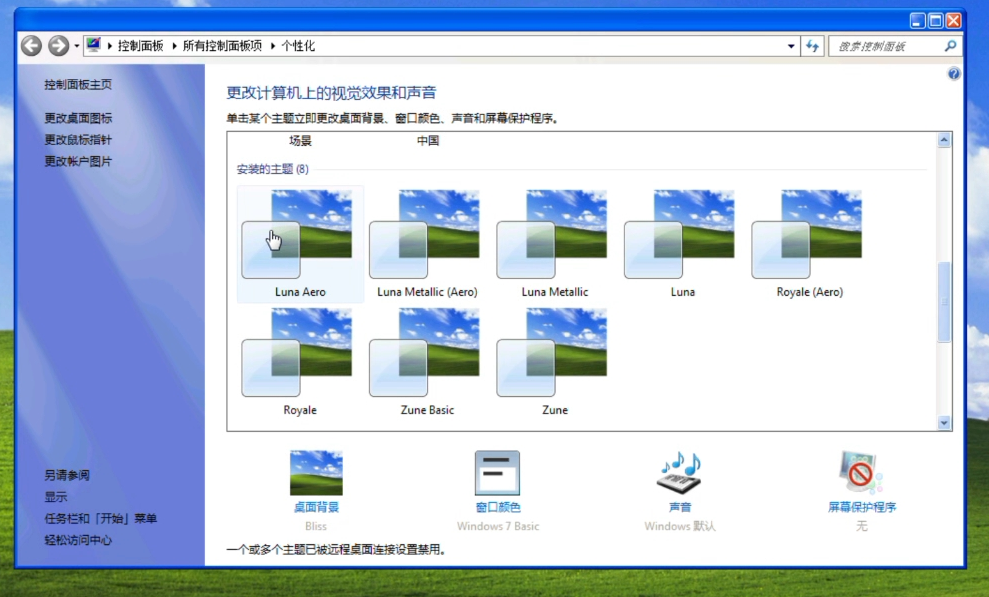 控制面板 ▸ 所有控制面板项 ▸ 个性化
搜索控制面板
控制面板主页
更改桌面图标
更改鼠标指针
更改帐户图片
另请参阅
显示
任务栏和「开始」菜单
轻松访问中心
更改计算机上的视觉效果和声音
单击某个主题立即更改桌面背景、窗口颜色、声音和屏幕保护程序。
场景 中国
安装的主题 (8)
Luna Aero Luna Metallic (Aero) Luna Metallic Luna Royale (Aero)
Royale Zune Basic Zune
桌面背景 窗口颜色 声音 屏幕保护程序
Bliss Windows 7 Basic Windows 默认 无
一个或多个主题已被远程桌面连接设置禁用。